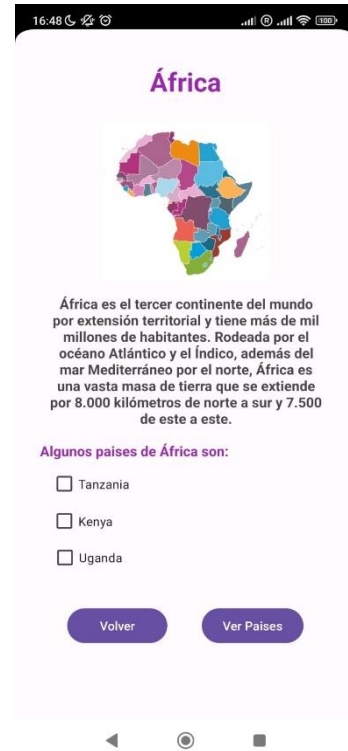 16:48
100
África
África es el tercer continente del mundo
por extensión territorial y tiene más de mil
millones de habitantes. Rodeada por el
océano Atlántico y el Índico, además del
mar Mediterráneo por el norte, África es
una vasta masa de tierra que se extiende
por 8.000 kilómetros de norte a sur y 7.500
de este a este.
Algunos paises de África son:
Tanzania
Kenya
Uganda
Volver Ver Paises